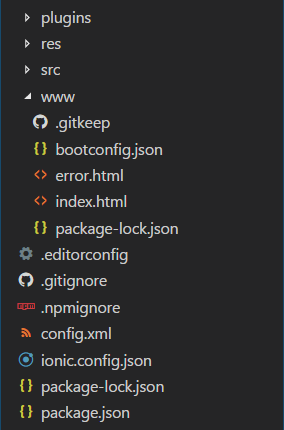 plugins
res
src
www
.gitkeep
bootconfig.json
error.html
index.html
package-lock.json
.editorconfig
.gitignore
.npmignore
config.xml
ionic.config.json
package-lock.json
package.json